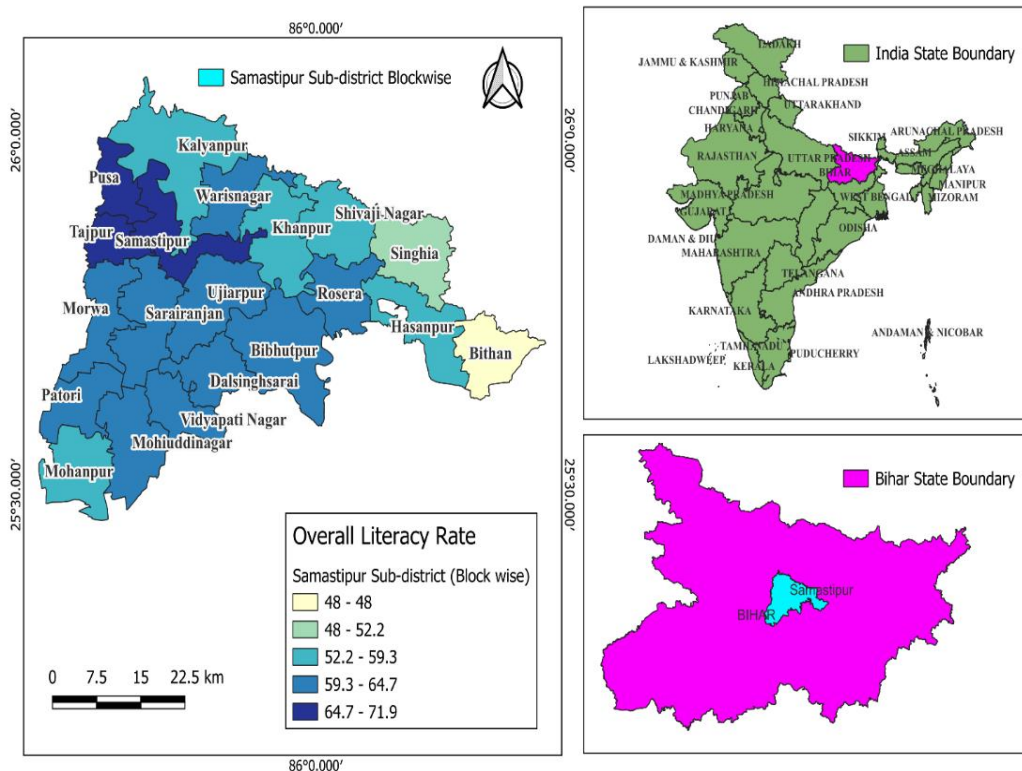 86°0.000′
Samastipur Sub-district Blockwise
26°0.000′
Kalyanpur
Pusa
Warisnagar
Shivaji-Nagar
Tajpur
Samastipur
Khanpur
Singhia
Ujiarpur
Rosera
Morwa
Sarairanjan
Hasanpur
Bibhutpur
Bithan
Patori
Dalsinghsarai
Vidyapati Nagar
Mohiuddinagar
Mohanpur
25°30.000′
Overall Literacy Rate
Samastipur Sub-district (Block wise)
48 - 48
48 - 52.2
52.2 - 59.3
59.3 - 64.7
64.7 - 71.9
0 7.5 15 22.5 km
86°0.000′
26°0.000′
25°30.000′
India State Boundary
LADAKH
JAMMU & KASHMIR
HIMACHAL PRADESH
PUNJAB
CHANDIGARH
UTTARAKHAND
HARYANA
SIKKIM
ARUNACHAL PRADESH
RAJASTHAN
UTTAR PRADESH
ASSAM
BIHAR
MEGHALAYA
MANIPUR
MADHYA PRADESH
WEST BENGAL
MIZORAM
GUJARAT
ODISHA
DAMAN & DIU
MAHARASHTRA
TELANGANA
ANDHRA PRADESH
KARNATAKA
ANDAMAN & NICOBAR
TAMILNADU
PUDUCHERRY
LAKSHADWEEP
KERALA
Bihar State Boundary
Samastipur
BIHAR